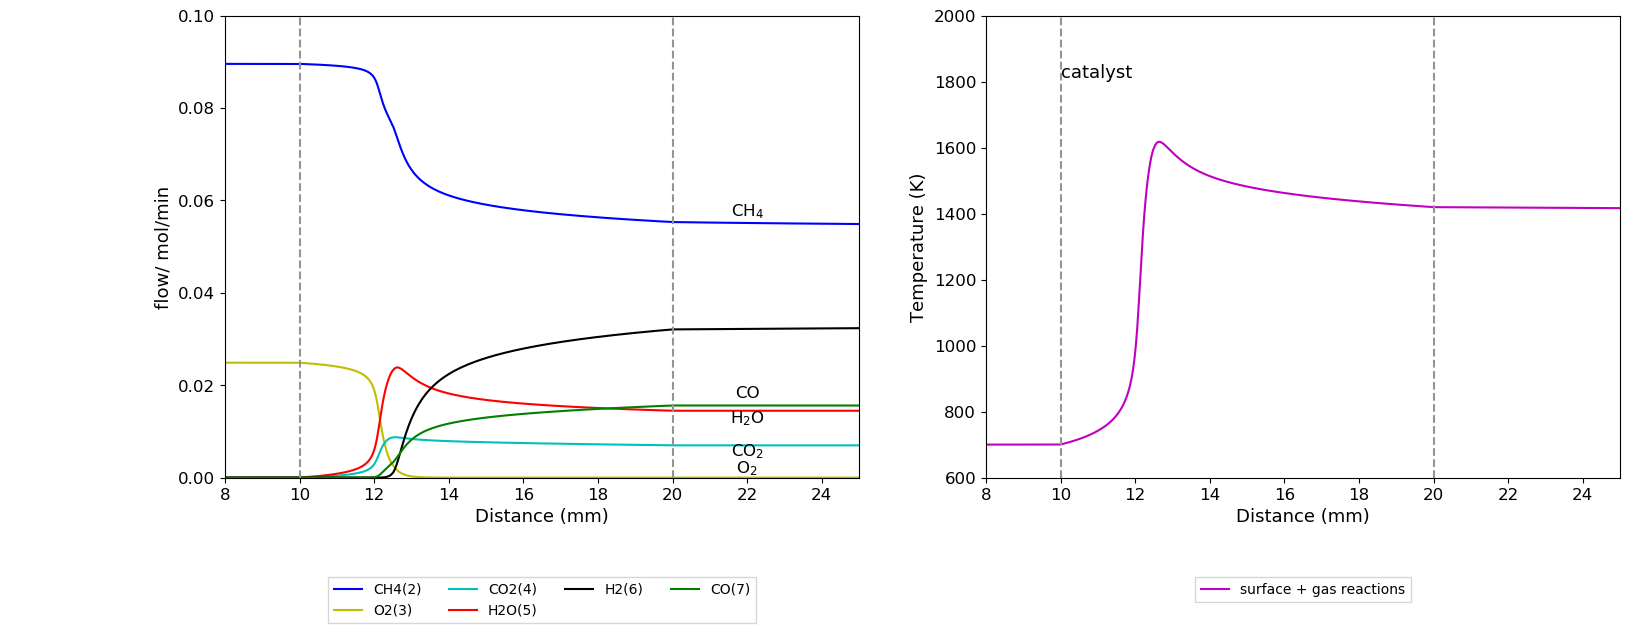 0.10
0.08
0.06
0.04
0.02
0.00
flow/ mol/min
CH₄
CO
H₂O
CO₂
O₂
8 10 12 14 16 18 20 22 24
Distance (mm)
CH4(2) CO2(4) H2(6) CO(7)
O2(3) H2O(5)
2000
1800
1600
1400
1200
1000
800
600
Temperature (K)
catalyst
8 10 12 14 16 18 20 22 24
Distance (mm)
surface + gas reactions